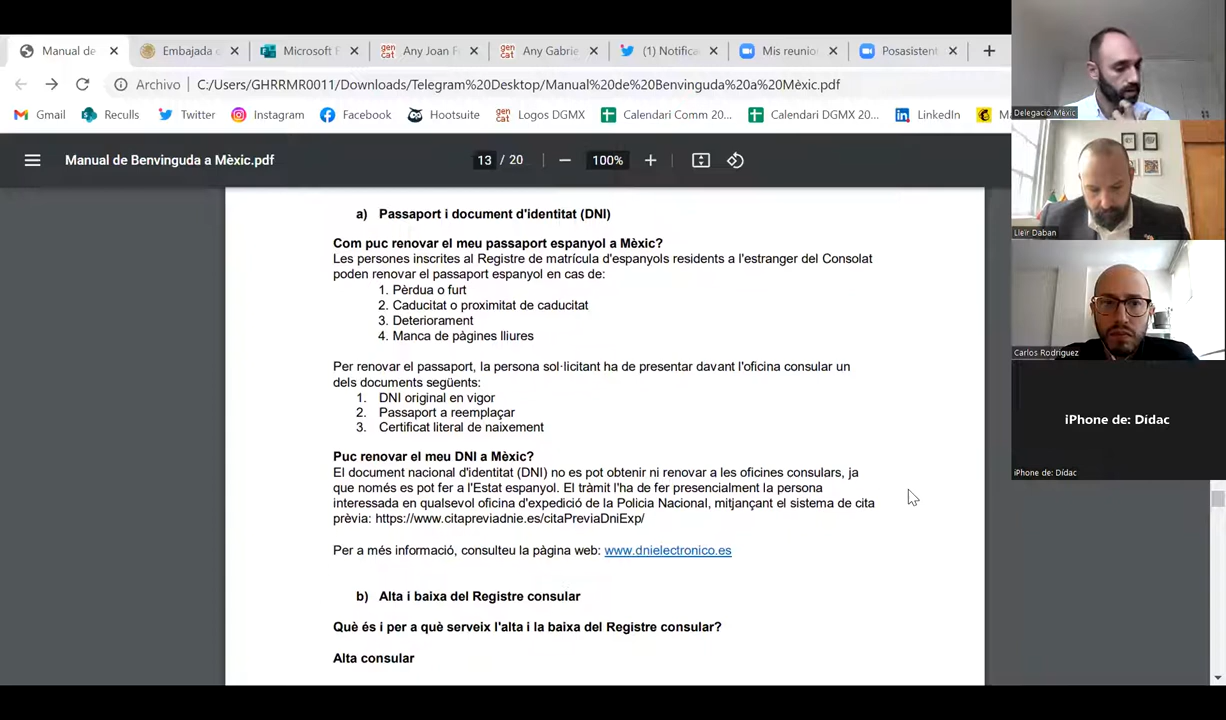 Manual de
Embajada
Microsoft E
Any Joan F
Any Gabrie
(1) Notifica
Mis reunio
Posasistent
Archivo
C:/Users/GHRRMR0011/Downloads/Telegram%20Desktop/Manual%20de%20Benvinguda%20a%20Mèxic.pdf
Gmail
Reculls
Twitter
Instagram
Facebook
Hootsuite
gen cat
Logos DGMX
Calendari Comm 20...
Calendari DGMX 20...
LinkedIn
M
Manual de Benvinguda a Mèxic.pdf
13 / 20
100%
a) Passaport i document d'identitat (DNI)
Com puc renovar el meu passaport espanyol a Mèxic?
Les persones inscrites al Registre de matrícula d'espanyols residents a l'estranger del Consolat
poden renovar el passaport espanyol en cas de:
1. Pèrdua o furt
2. Caducitat o proximitat de caducitat
3. Deteriorament
4. Manca de pàgines lliures
Per renovar el passaport, la persona sol·licitant ha de presentar davant l'oficina consular un
dels documents següents:
1. DNI original en vigor
2. Passaport a reemplaçar
3. Certificat literal de naixement
Puc renovar el meu DNI a Mèxic?
El document nacional d'identitat (DNI) no es pot obtenir ni renovar a les oficines consulars, ja
que només es pot fer a l'Estat espanyol. El tràmit l'ha de fer presencialment la persona
interessada en qualsevol oficina d'expedició de la Policia Nacional, mitjançant el sistema de cita
prèvia: https://www.citapreviadnie.es/citaPreviaDniExp/
Per a més informació, consulteu la pàgina web: www.dnielectronico.es
b) Alta i baixa del Registre consular
Què és i per a què serveix l'alta i la baixa del Registre consular?
Alta consular
Delegació Mèxic
Lleïr Daban
Carlos Rodríguez
iPhone de: Dídac
iPhone de: Dídac